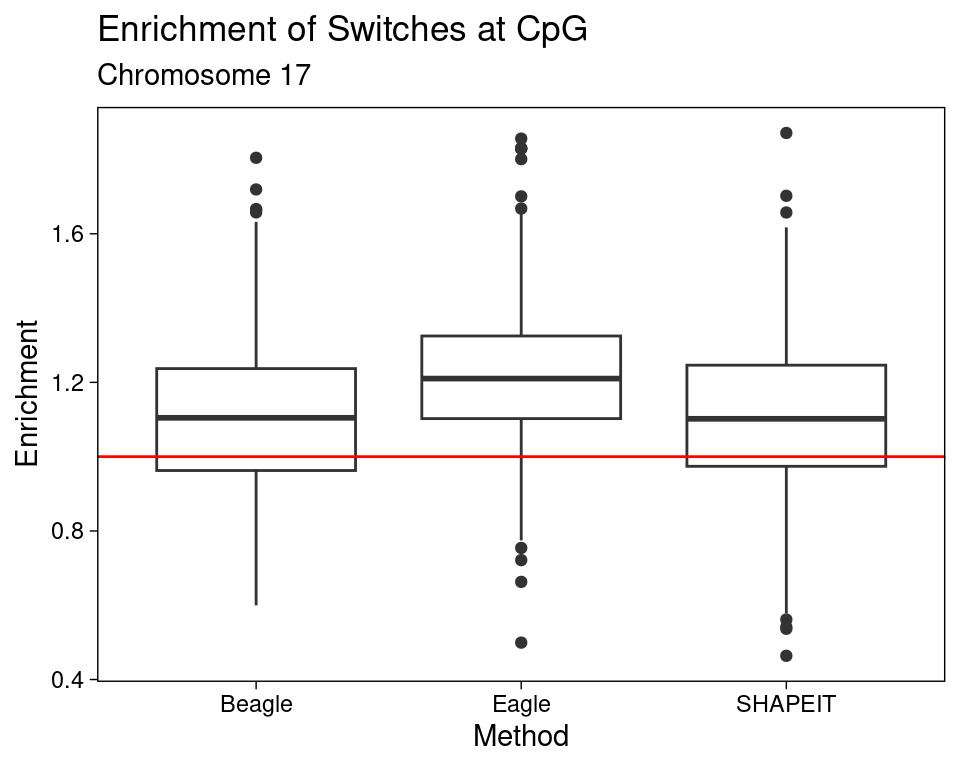 Enrichment of Switches at CpG
Chromosome 17
Enrichment
1.6
1.2
0.8
0.4
Beagle Eagle SHAPEIT
Method